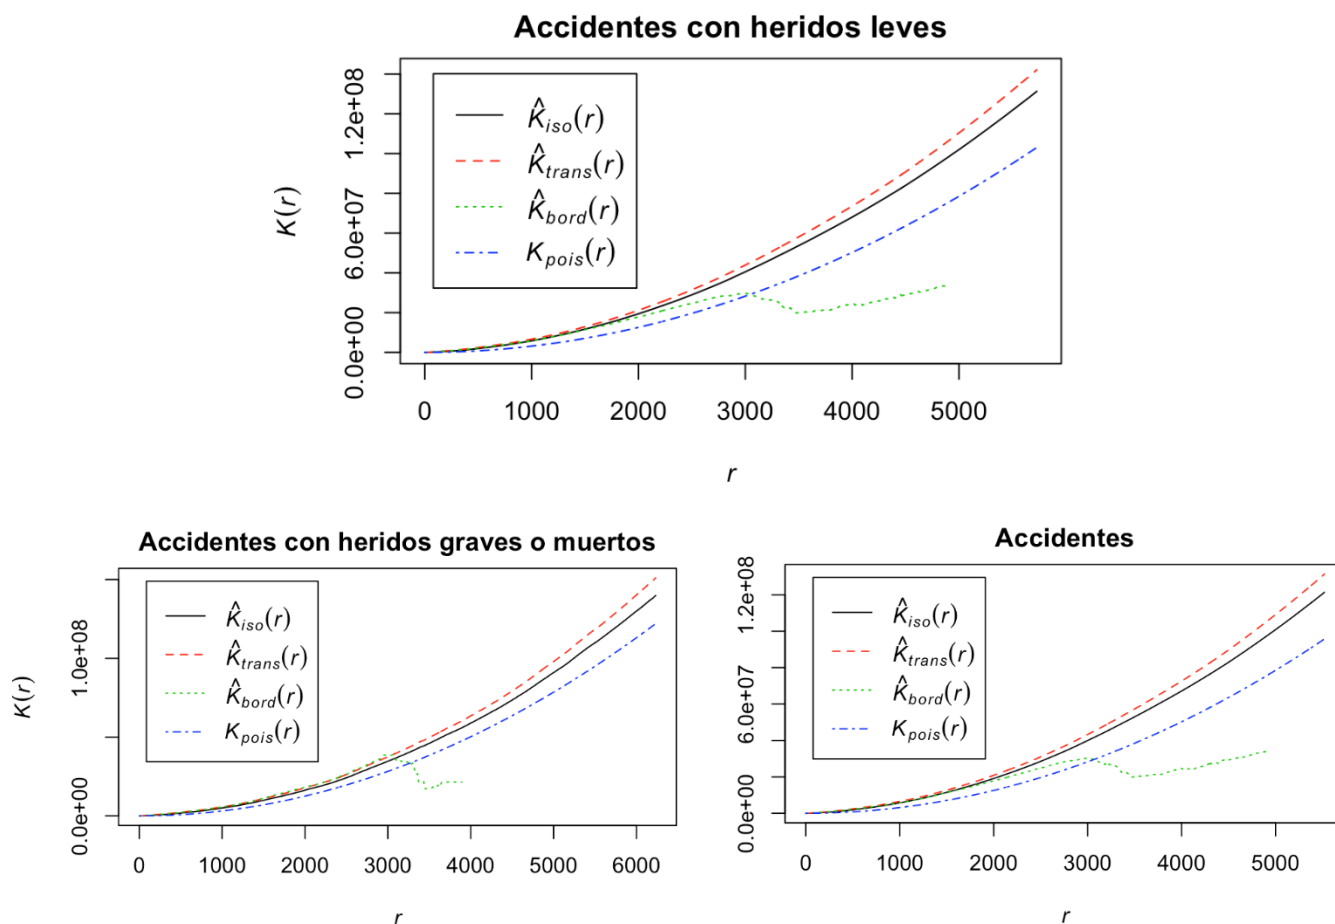 Accidentes con heridos leves
K(r)
1.2e+08
6.0e+07
0.0e+00
K̂iso(r)
K̂trans(r)
K̂bord(r)
Kpois(r)
0 1000 2000 3000 4000 5000
r
Accidentes con heridos graves o muertos
K(r)
1.0e+08
0.0e+00
K̂iso(r)
K̂trans(r)
K̂bord(r)
Kpois(r)
0 1000 2000 3000 4000 5000 6000
r
Accidentes
1.2e+08
6.0e+07
0.0e+00
K̂iso(r)
K̂trans(r)
K̂bord(r)
Kpois(r)
0 1000 2000 3000 4000 5000
r